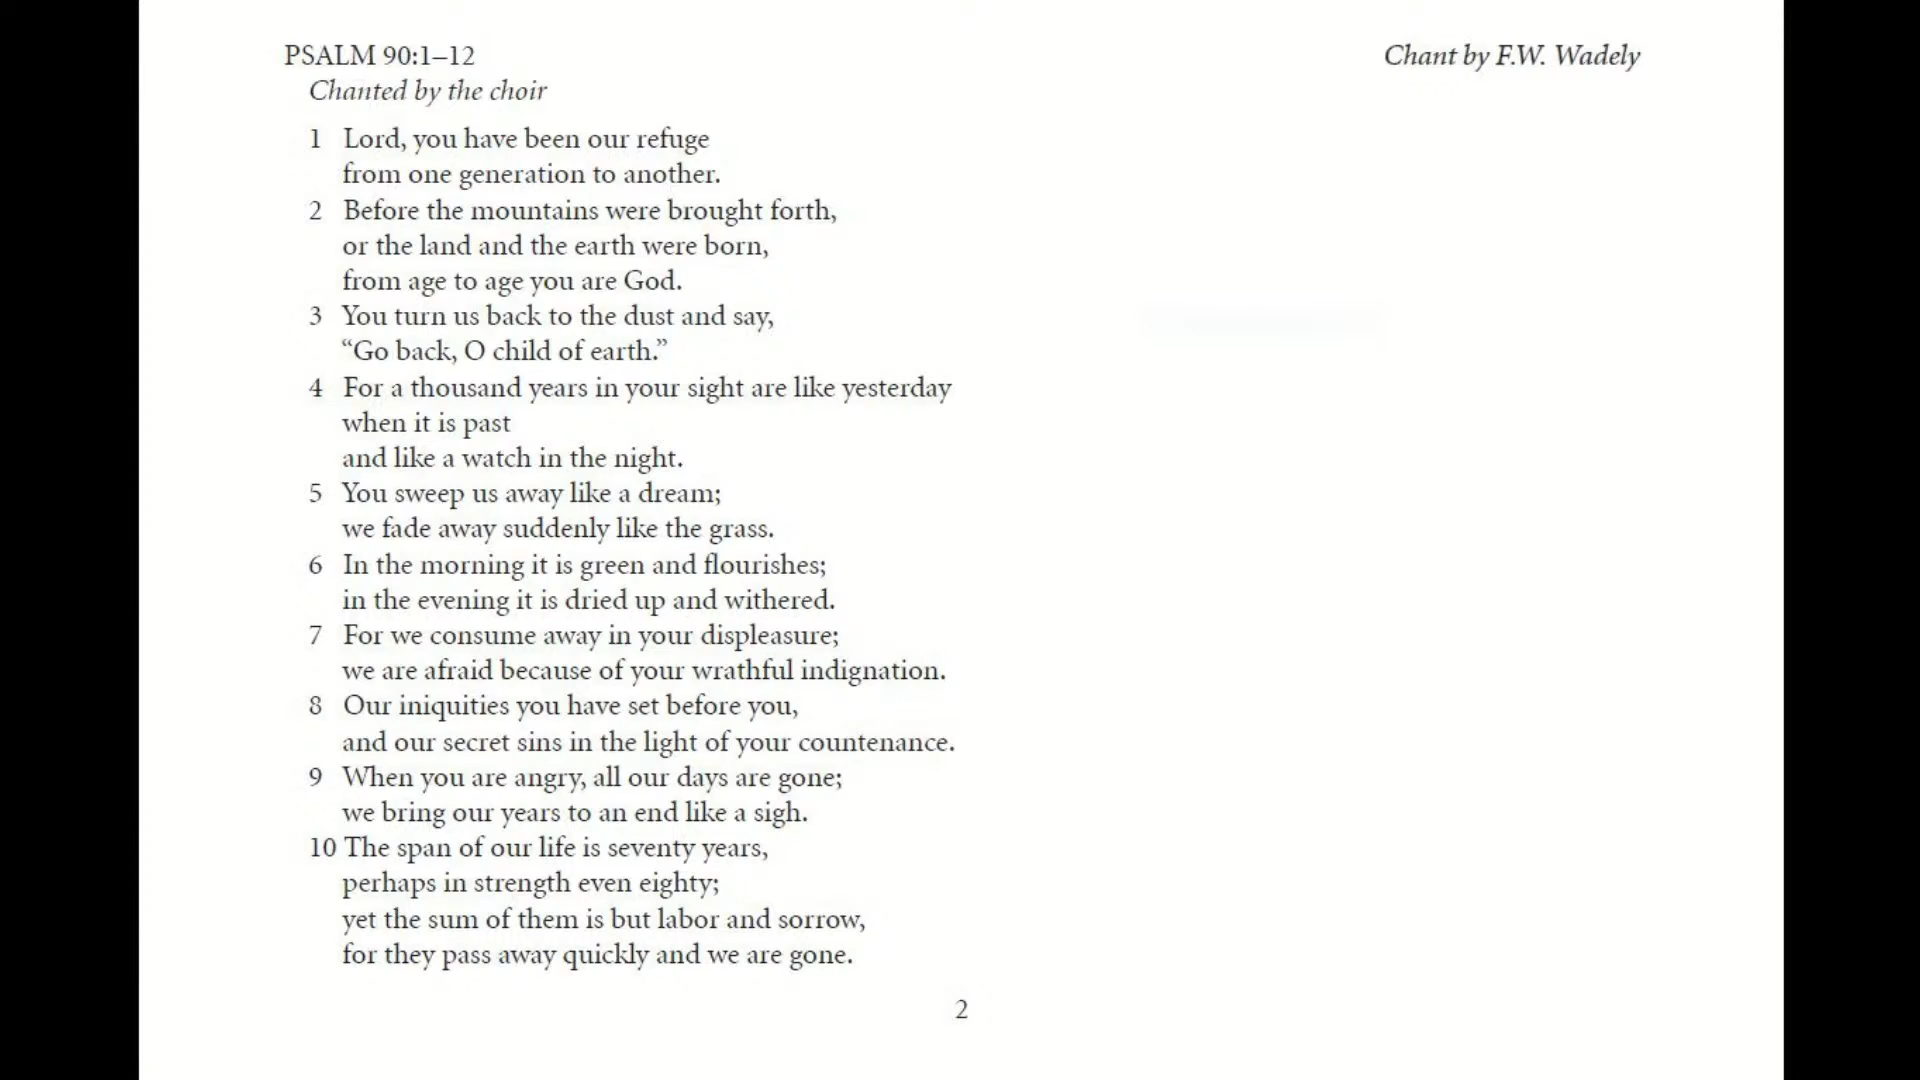 PSALM 90:1–12 Chant by F.W. Wadely
Chanted by the choir
1 Lord, you have been our refuge
from one generation to another.
2 Before the mountains were brought forth,
or the land and the earth were born,
from age to age you are God.
3 You turn us back to the dust and say,
“Go back, O child of earth.”
4 For a thousand years in your sight are like yesterday
when it is past
and like a watch in the night.
5 You sweep us away like a dream;
we fade away suddenly like the grass.
6 In the morning it is green and flourishes;
in the evening it is dried up and withered.
7 For we consume away in your displeasure;
we are afraid because of your wrathful indignation.
8 Our iniquities you have set before you,
and our secret sins in the light of your countenance.
9 When you are angry, all our days are gone;
we bring our years to an end like a sigh.
10 The span of our life is seventy years,
perhaps in strength even eighty;
yet the sum of them is but labor and sorrow,
for they pass away quickly and we are gone.
2